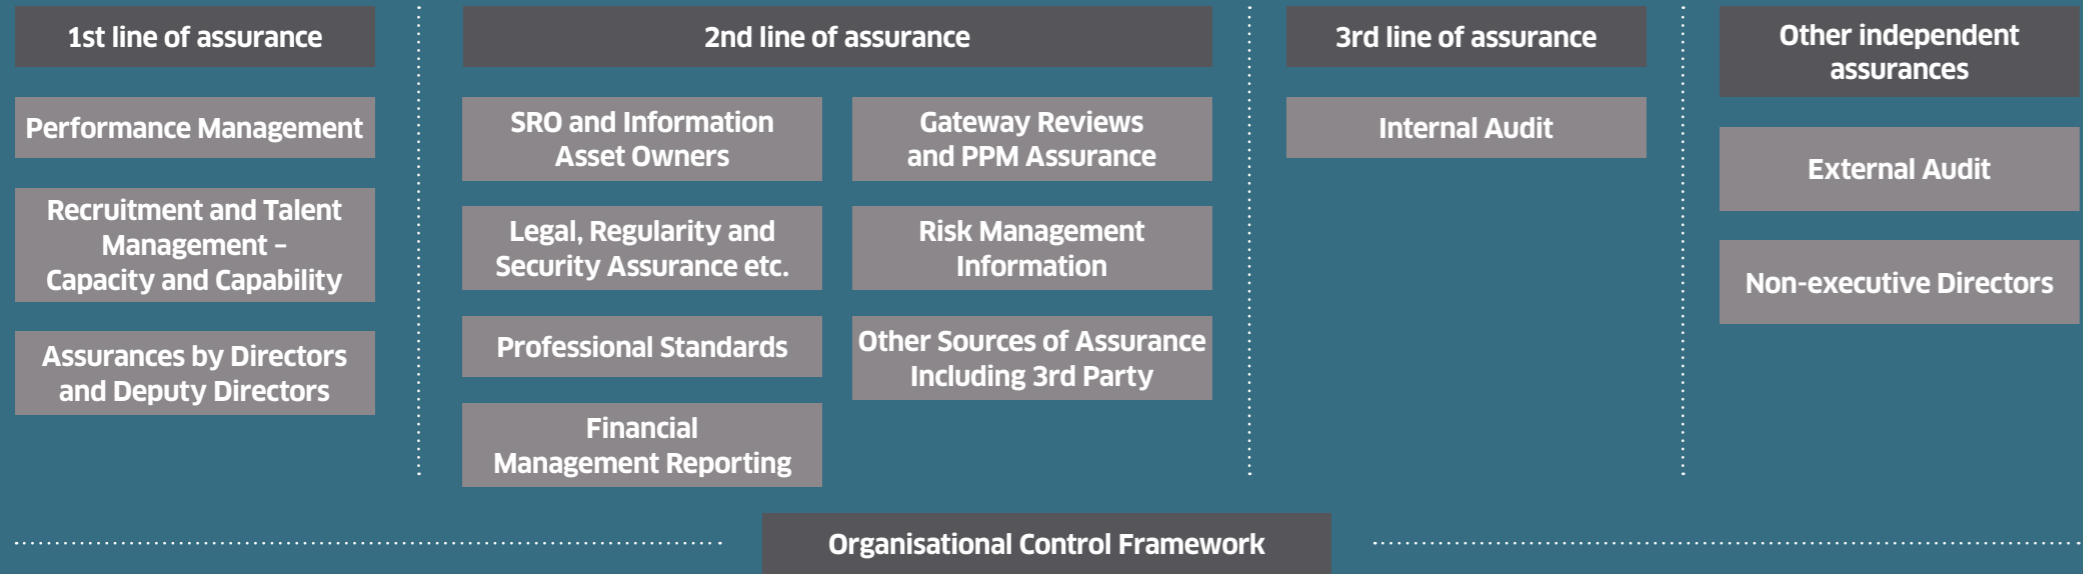 1st line of assurance
Performance Management
Recruitment and Talent
Management –
Capacity and Capability
Assurances by Directors
and Deputy Directors
2nd line of assurance
SRO and Information
Asset Owners
Legal, Regularity and
Security Assurance etc.
Professional Standards
Financial
Management Reporting
Gateway Reviews
and PPM Assurance
Risk Management
Information
Other Sources of Assurance
Including 3rd Party
3rd line of assurance
Internal Audit
Other independent
assurances
External Audit
Non-executive Directors
Organisational Control Framework